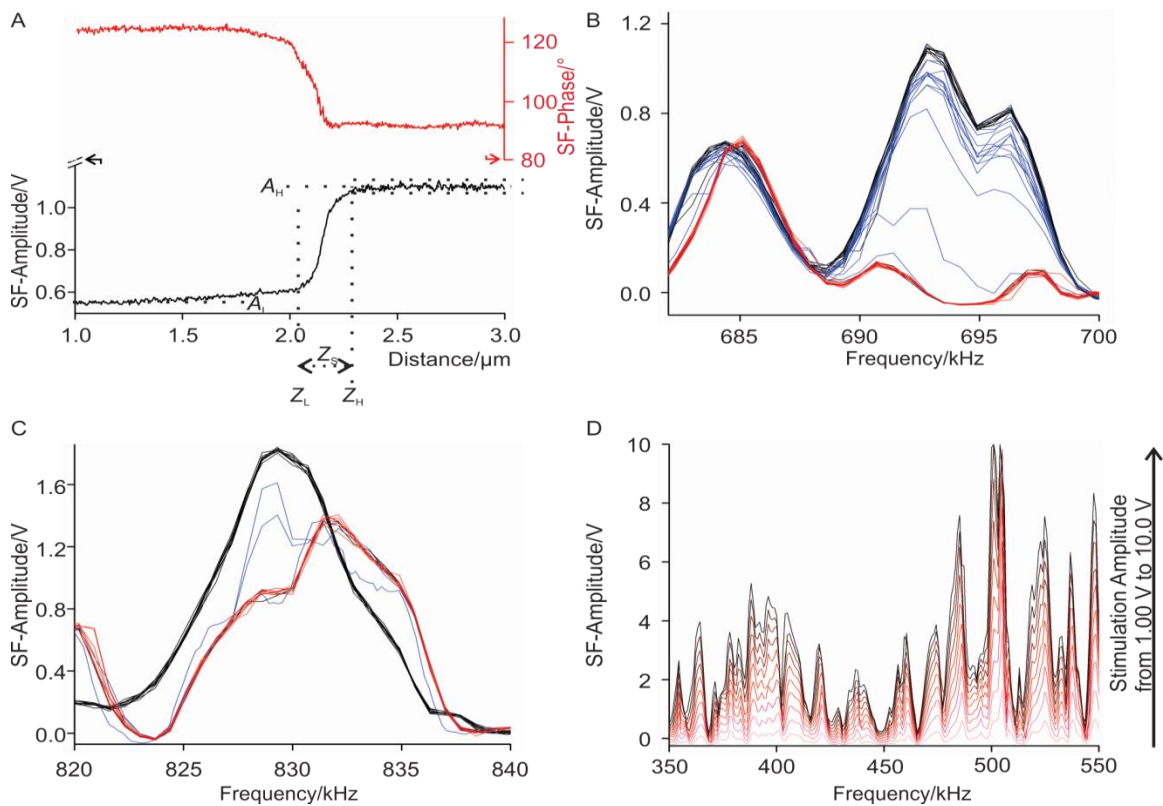 A
SF-Amplitude/V
1.0
0.6
120
100
80
SF-Phase/°
A_H
A_L
1.0 1.5 2.0 2.5 3.0
Distance/µm
Z_S
Z_L Z_H
B
SF-Amplitude/V
1.2
0.8
0.4
0.0
685 690 695 700
Frequency/kHz
C
SF-Amplitude/V
1.6
1.2
0.8
0.4
0.0
820 825 830 835 840
Frequency/kHz
D
SF-Amplitude/V
10
8
6
4
2
0
350 400 450 500 550
Frequency/kHz
Stimulation Amplitude
from 1.00 V to 10.0 V